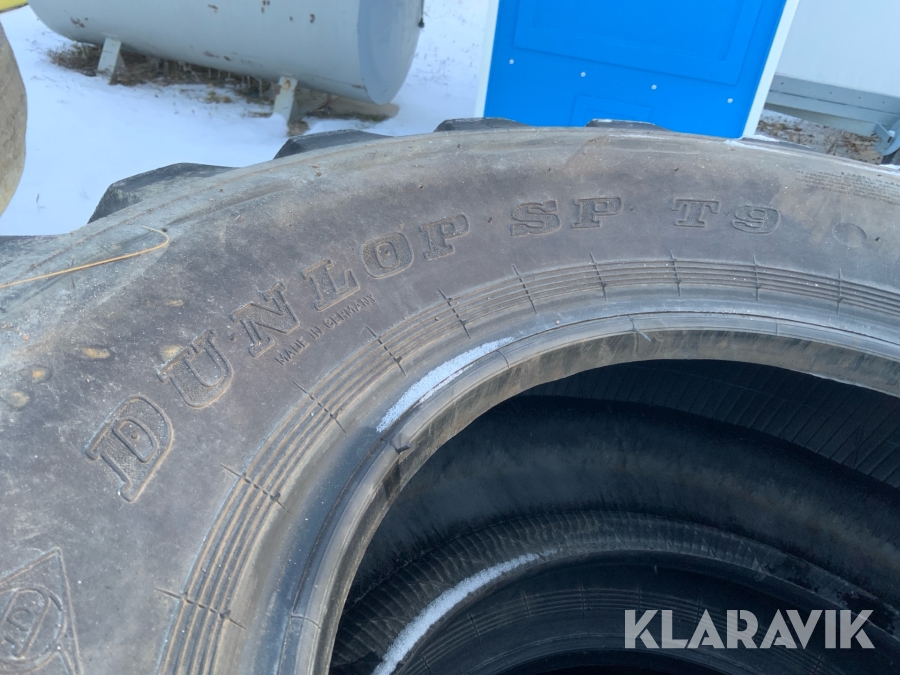 DUNLOP SP T9
MADE IN GERMANY
KLARAVIK